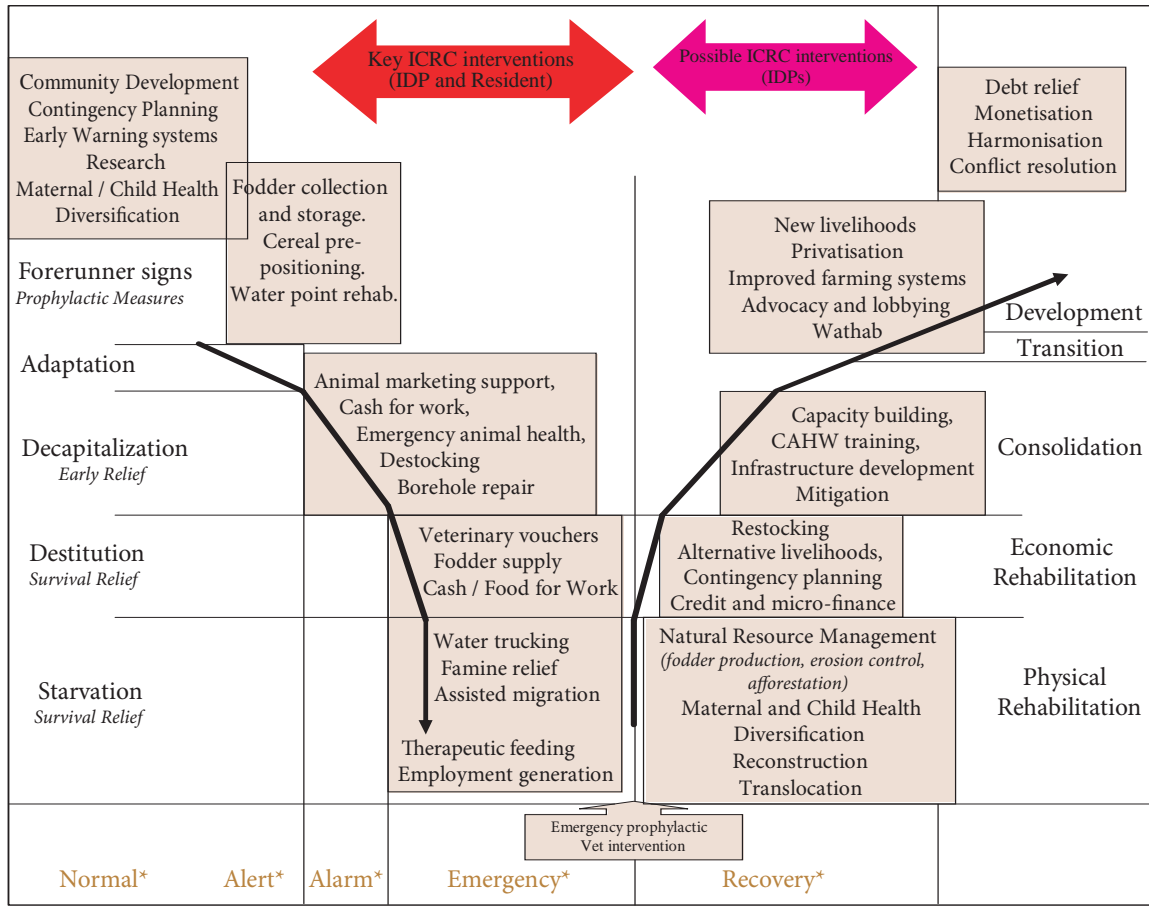 Key ICRC interventions
(IDP and Resident)
Possible ICRC interventions
(IDPs)
Community Development
Contingency Planning
Early Warning systems
Research
Maternal / Child Health
Diversification
Debt relief
Monetisation
Harmonisation
Conflict resolution
Fodder collection
and storage.
Cereal pre-
positioning.
Water point rehab.
New livelihoods
Privatisation
Improved farming systems
Advocacy and lobbying
Wathab
Forerunner signs
Prophylactic Measures
Development
Transition
Adaptation
Animal marketing support,
Cash for work,
Emergency animal health,
Destocking
Borehole repair
Capacity building,
CAHW training,
Infrastructure development
Mitigation
Decapitalization
Early Relief
Consolidation
Destitution
Survival Relief
Veterinary vouchers
Fodder supply
Cash / Food for Work
Restocking
Alternative livelihoods,
Contingency planning
Credit and micro-finance
Economic
Rehabilitation
Starvation
Survival Relief
Water trucking
Famine relief
Assisted migration
Therapeutic feeding
Employment generation
Natural Resource Management
(fodder production, erosion control,
afforestation)
Maternal and Child Health
Diversification
Reconstruction
Translocation
Physical
Rehabilitation
Emergency prophylactic
Vet intervention
Normal*
Alert*
Alarm*
Emergency*
Recovery*